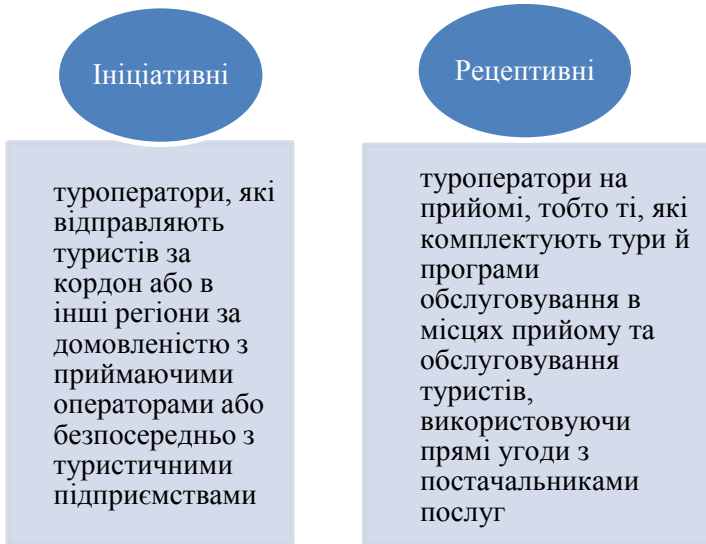 Ініціативні
туроператори, які
відправляють
туристів за
кордон або в
інші регіони за
домовленістю з
приймаючими
операторами або
безпосередньо з
туристичними
підприємствами
Рецептивні
туроператори на
прийомі, тобто ті, які
комплектують тури й
програми
обслуговування в
місцях прийому та
обслуговування
туристів,
використовуючи
прямі угоди з
постачальниками
послуг